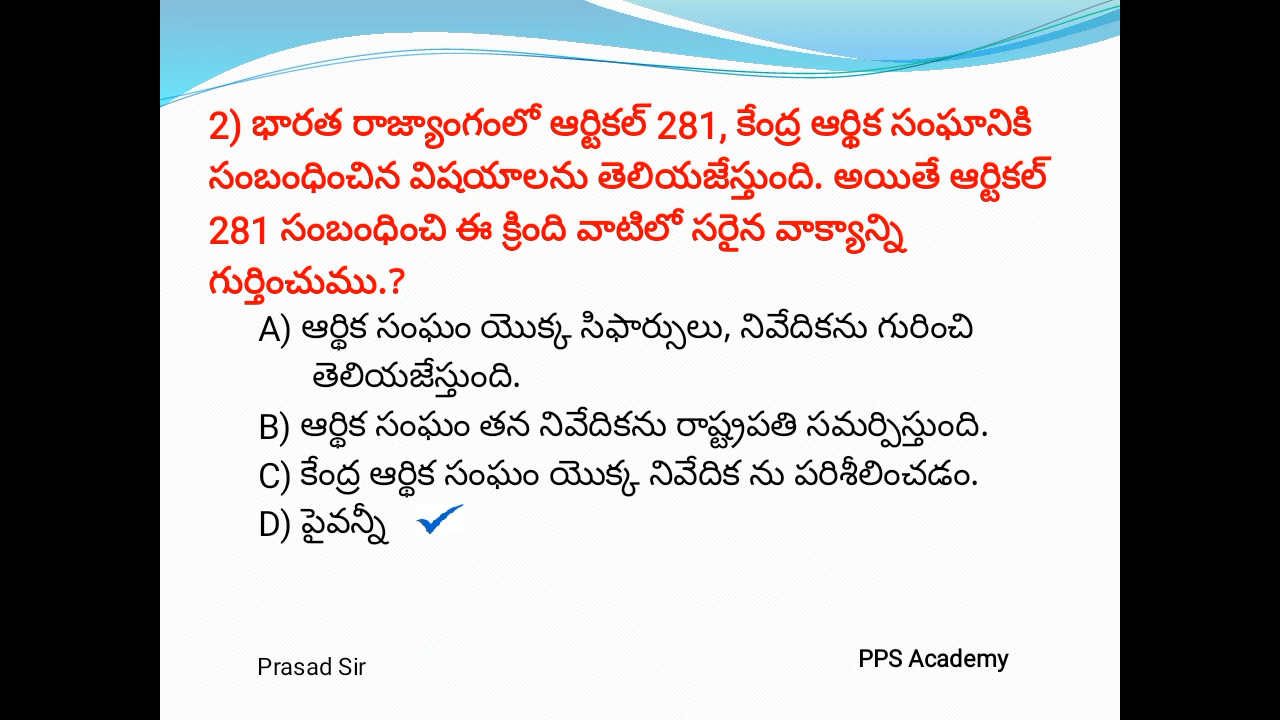 2) భారత రాజ్యాంగంలో ఆర్టికల్ 281, కేంద్ర ఆర్థిక సంఘానికి
సంబంధించిన విషయాలను తెలియజేస్తుంది. అయితే ఆర్టికల్
281 సంబంధించి ఈ క్రింది వాటిలో సరైన వాక్యాన్ని
గుర్తించుము.?
A) ఆర్థిక సంఘం యొక్క సిఫార్సులు, నివేదికను గురించి
తెలియజేస్తుంది.
B) ఆర్థిక సంఘం తన నివేదికను రాష్ట్రపతి సమర్పిస్తుంది.
C) కేంద్ర ఆర్థిక సంఘం యొక్క నివేదిక ను పరిశీలించడం.
D) పైవన్నీ
Prasad Sir
PPS Academy